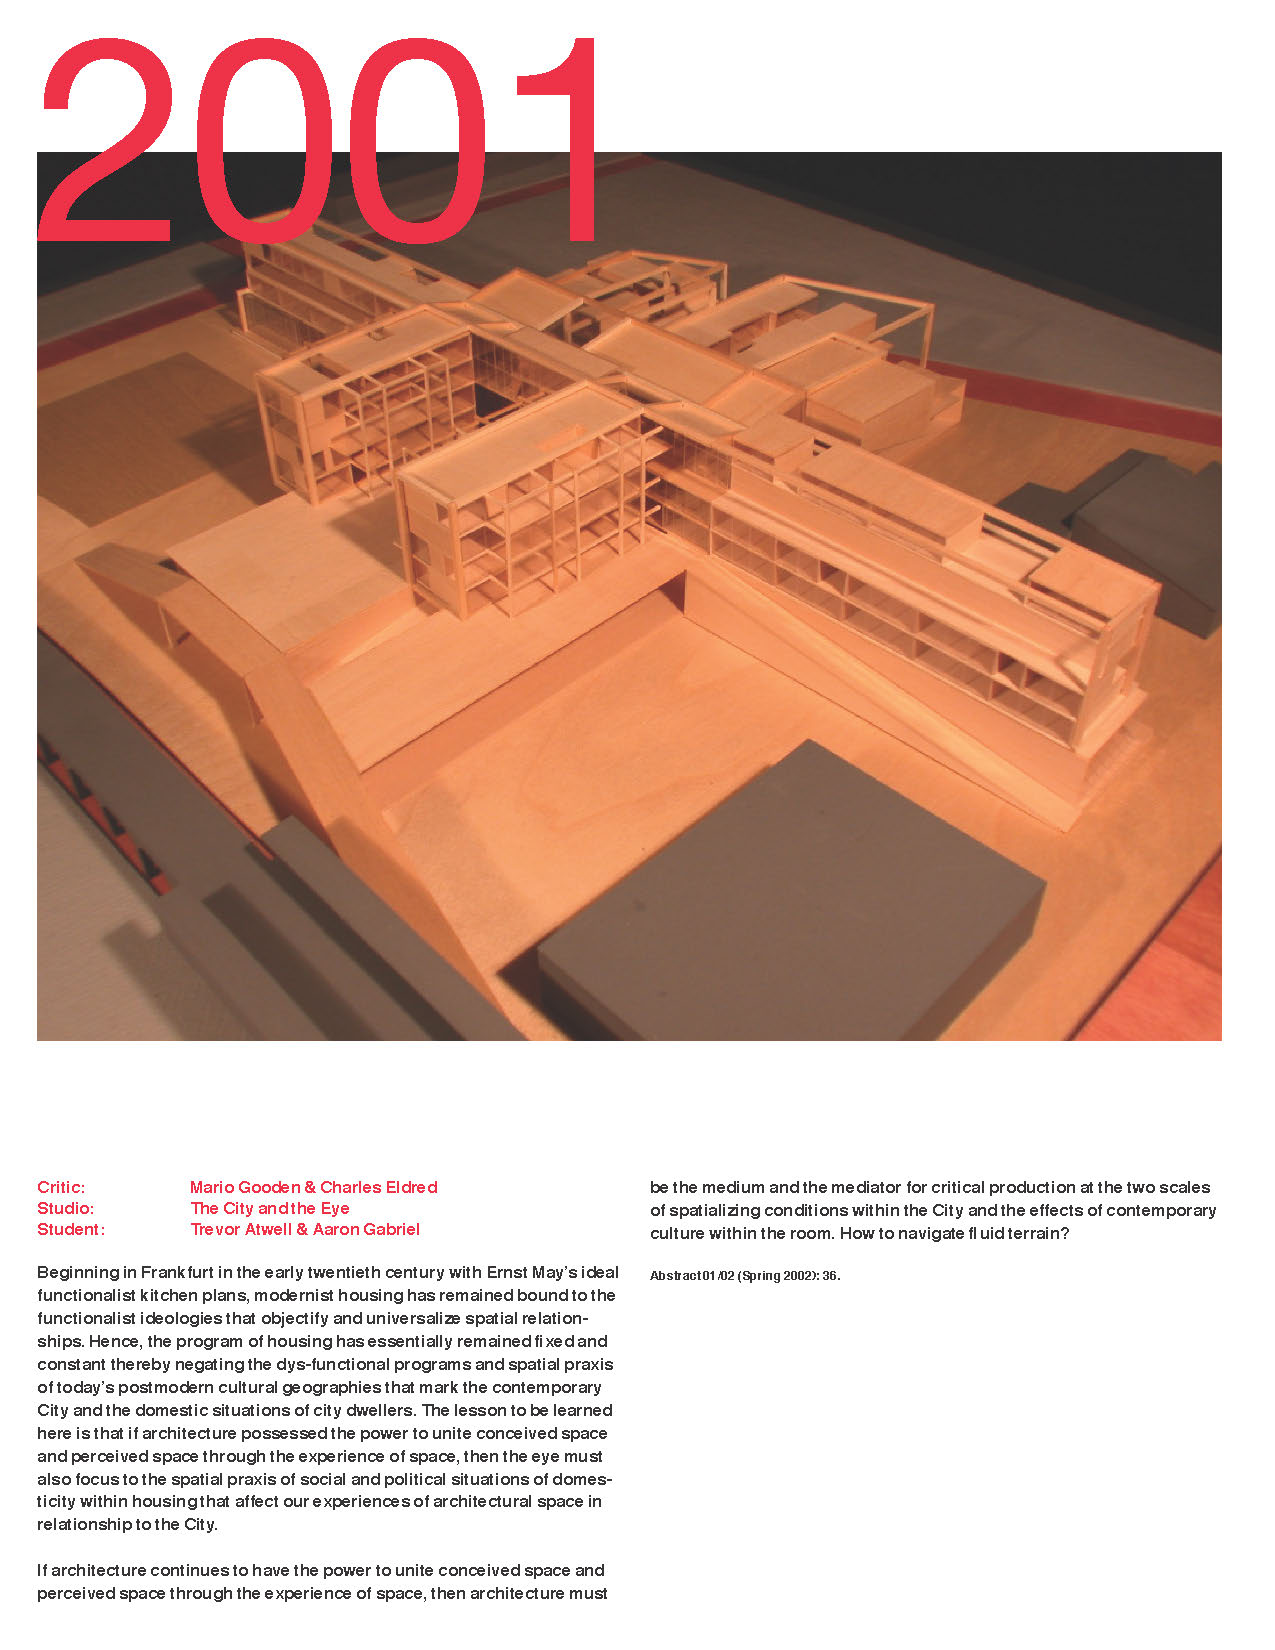 2001
Critic: Mario Gooden & Charles Eldred
Studio: The City and the Eye
Student: Trevor Atwell & Aaron Gabriel
Beginning in Frankfurt in the early twentieth century with Ernst May's ideal
functionalist kitchen plans, modernist housing has remained bound to the
functionalist ideologies that objectify and universalize spatial relation-
ships. Hence, the program of housing has essentially remained fixed and
constant thereby negating the dys-functional programs and spatial praxis
of today's postmodern cultural geographies that mark the contemporary
City and the domestic situations of city dwellers. The lesson to be learned
here is that if architecture possessed the power to unite conceived space
and perceived space through the experience of space, then the eye must
also focus to the spatial praxis of social and political situations of domes-
ticity within housing that affect our experiences of architectural space in
relationship to the City.
If architecture continues to have the power to unite conceived space and
perceived space through the experience of space, then architecture must
be the medium and the mediator for critical production at the two scales
of spatializing conditions within the City and the effects of contemporary
culture within the room. How to navigate fluid terrain?
Abstract 01/02 (Spring 2002): 36.